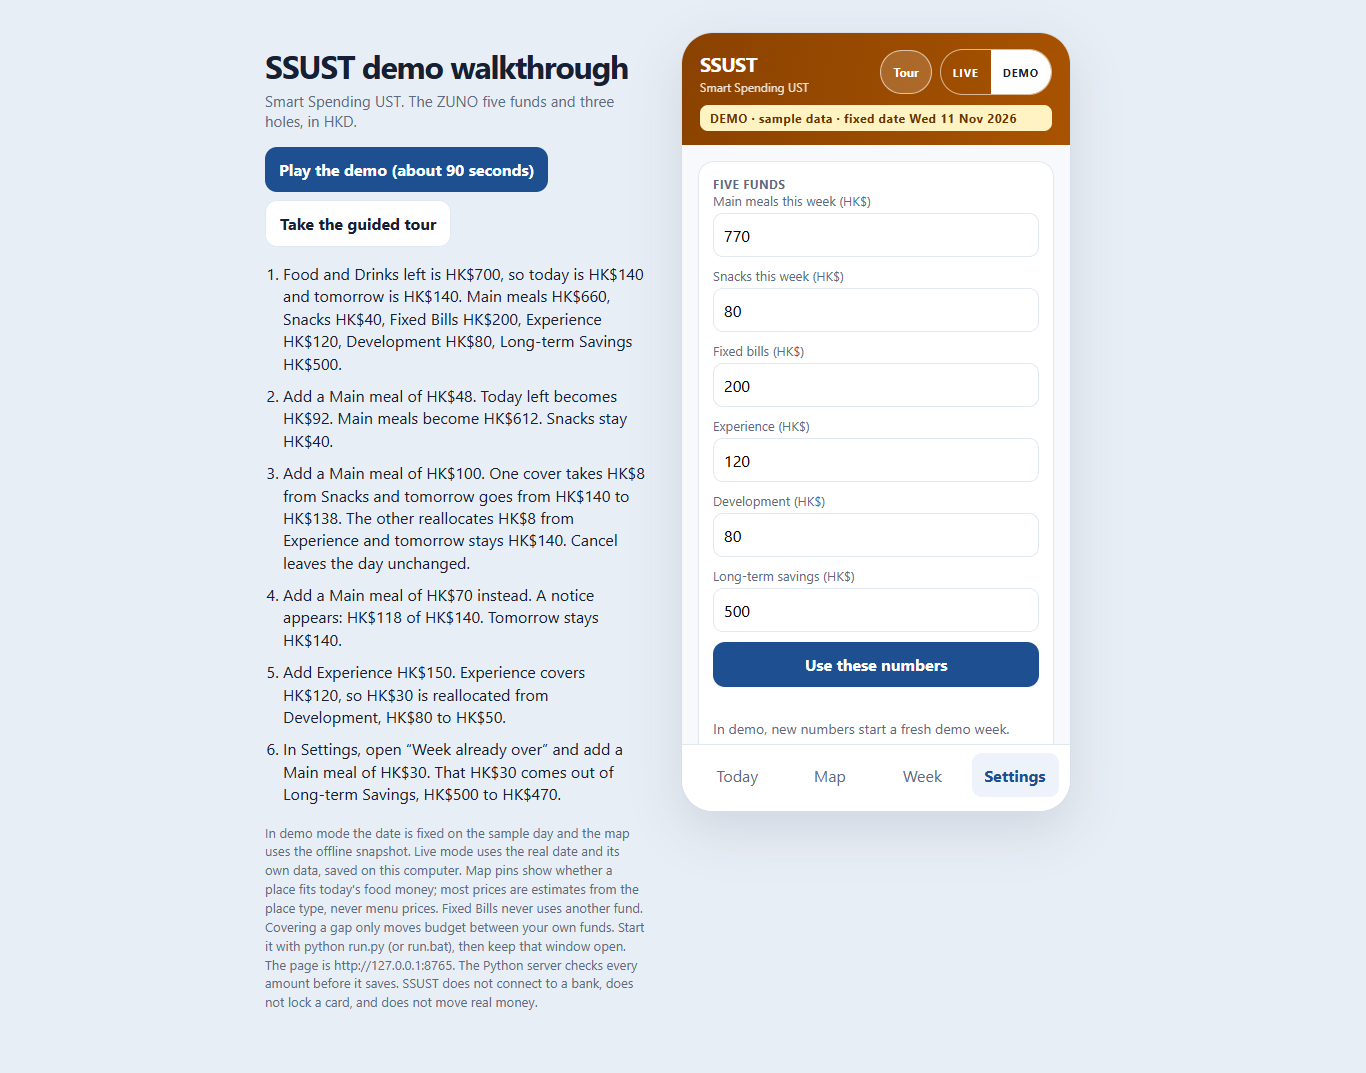 SSUST demo walkthrough
Smart Spending UST. The ZUNO five funds and three
holes, in HKD.
Play the demo (about 90 seconds)
Take the guided tour
1. Food and Drinks left is HK$700, so today is HK$140
and tomorrow is HK$140. Main meals HK$660,
Snacks HK$40, Fixed Bills HK$200, Experience
HK$120, Development HK$80, Long-term Savings
HK$500.
2. Add a Main meal of HK$48. Today left becomes
HK$92. Main meals become HK$612. Snacks stay
HK$40.
3. Add a Main meal of HK$100. One cover takes HK$8
from Snacks and tomorrow goes from HK$140 to
HK$138. The other reallocates HK$8 from
Experience and tomorrow stays HK$140. Cancel
leaves the day unchanged.
4. Add a Main meal of HK$70 instead. A notice
appears: HK$118 of HK$140. Tomorrow stays
HK$140.
5. Add Experience HK$150. Experience covers
HK$120, so HK$30 is reallocated from
Development, HK$80 to HK$50.
6. In Settings, open “Week already over” and add a
Main meal of HK$30. That HK$30 comes out of
Long-term Savings, HK$500 to HK$470.
In demo mode the date is fixed on the sample day and the map
uses the offline snapshot. Live mode uses the real date and its
own data, saved on this computer. Map pins show whether a
place fits today's food money; most prices are estimates from the
place type, never menu prices. Fixed Bills never uses another fund.
Covering a gap only moves budget between your own funds. Start
it with python run.py (or run.bat), then keep that window open.
The page is http://127.0.0.1:8765. The Python server checks every
amount before it saves. SSUST does not connect to a bank, does
not lock a card, and does not move real money.
SSUST
Smart Spending UST
Tour
LIVE
DEMO
DEMO · sample data · fixed date Wed 11 Nov 2026
FIVE FUNDS
Main meals this week (HK$)
770
Snacks this week (HK$)
80
Fixed bills (HK$)
200
Experience (HK$)
120
Development (HK$)
80
Long-term savings (HK$)
500
Use these numbers
In demo, new numbers start a fresh demo week.
Today
Map
Week
Settings